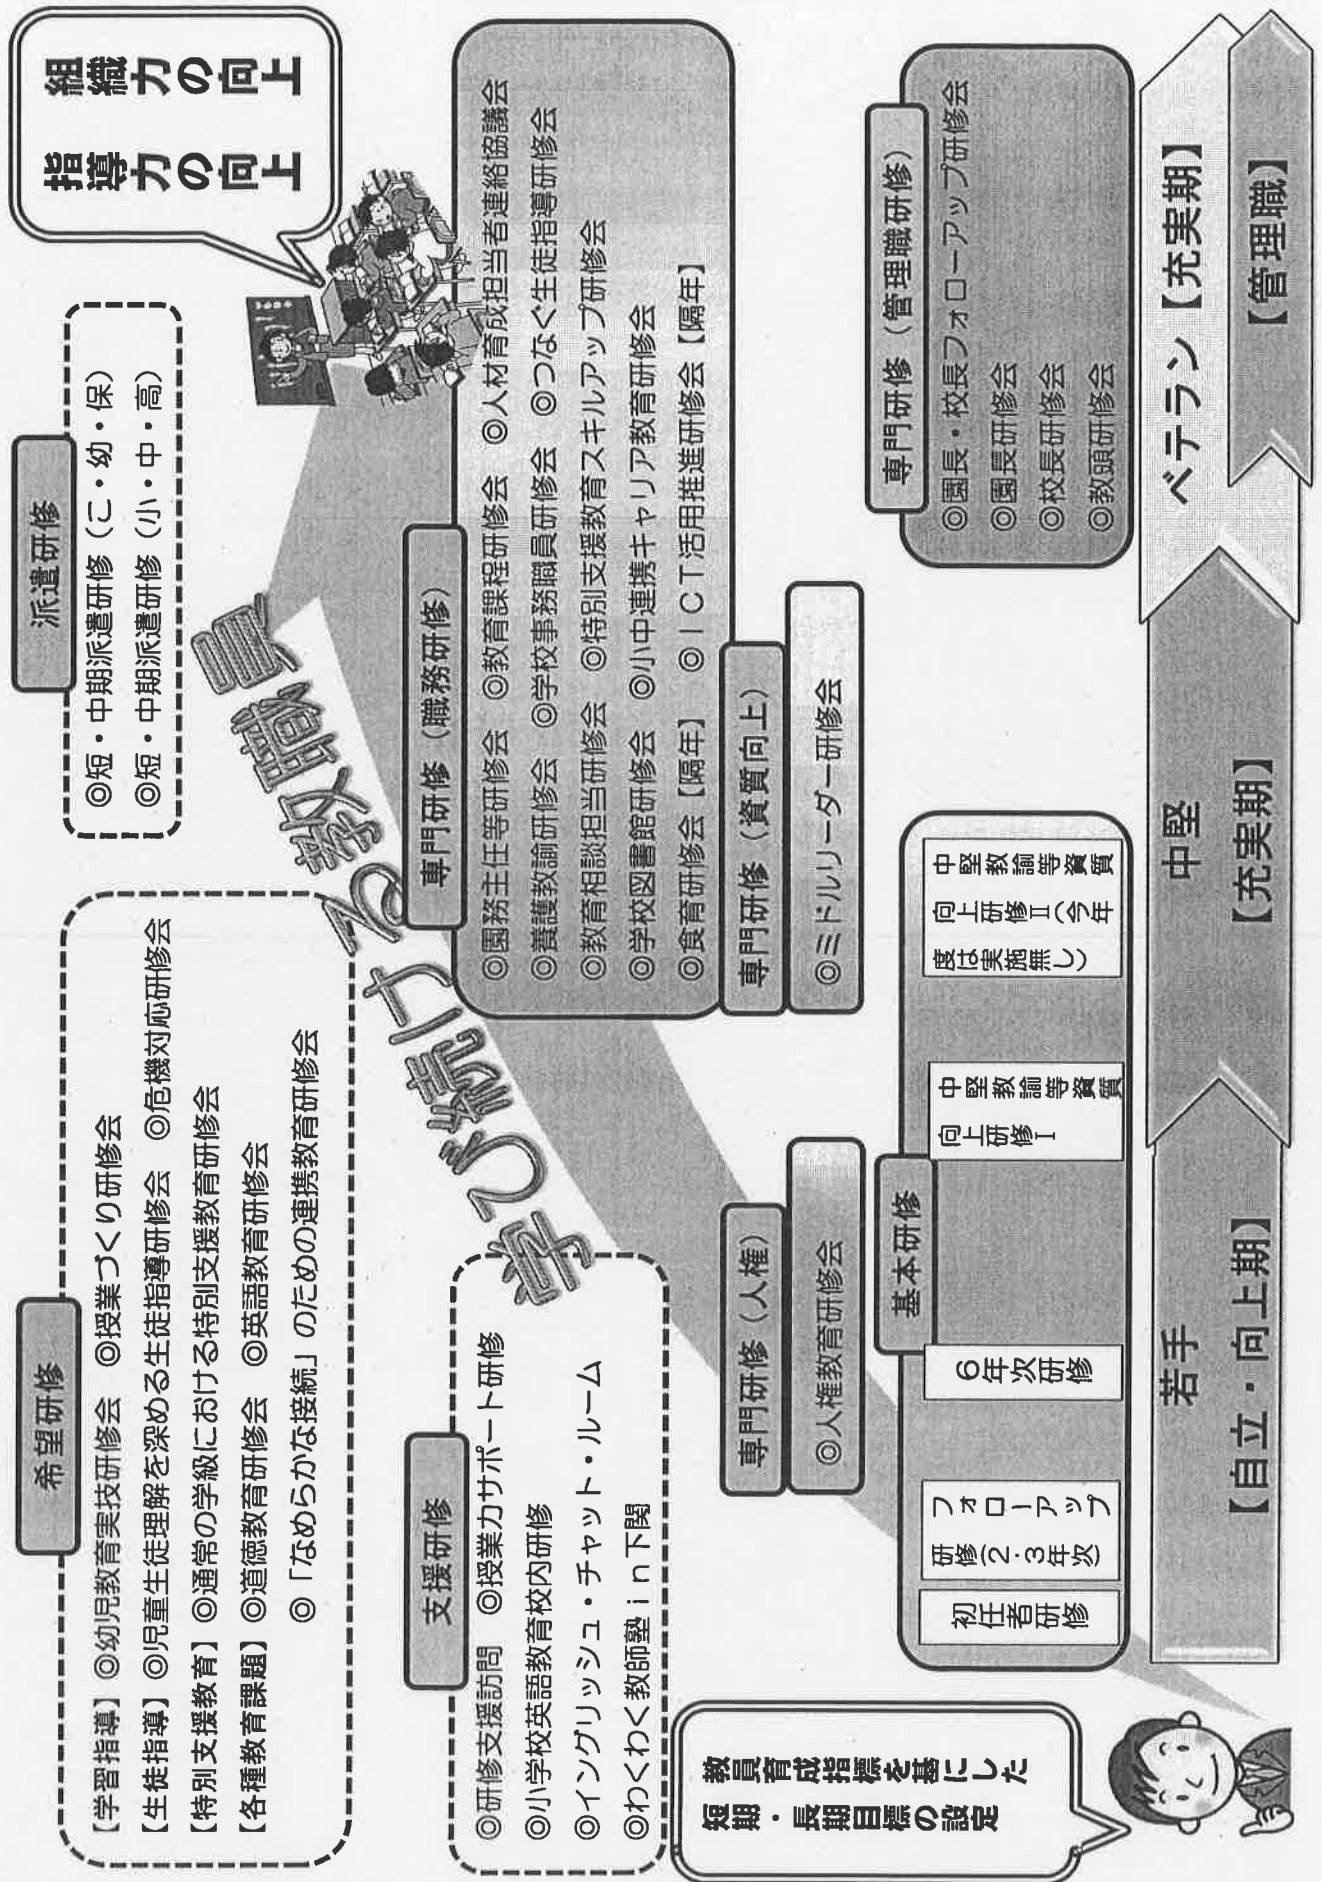 希望研修
【学習指導】◎幼児教育実技研修会　◎授業づくり研修会
【生徒指導】◎児童生徒理解を深める生徒指導研修会　◎危機対応研修会
【特別支援教育】◎通常の学級における特別支援教育研修会
【各種教育課題】◎道徳教育研修会　◎英語教育研修会
◎「なめらかな接続」のための連携教育研修会
派遣研修
◎短・中期派遣研修（こ・幼・保）
◎短・中期派遣研修（小・中・高）
指導力の向上
組織力の向上
学び続ける教職員
支援研修
◎研修支援訪問　◎授業力サポート研修
◎小学校英語教育校内研修
◎イングリッシュ・チャット・ルーム
◎わくわく教師塾ｉｎ下関
専門研修（職務研修）
◎園務主任等研修会　◎教育課程研修会　◎人材育成担当者連絡協議会
◎養護教諭研修会　◎学校事務職員研修会　◎つなぐ生徒指導研修会
◎教育相談担当研修会　◎特別支援教育スキルアップ研修会
◎学校図書館研修会　◎小中連携キャリア教育研修会
◎食育研修会【隔年】　◎ＩＣＴ活用推進研修会【隔年】
専門研修（資質向上）
◎ミドルリーダー研修会
専門研修（人権）
◎人権教育研修会
専門研修（管理職研修）
◎園長・校長フォローアップ研修会
◎園長研修会
◎校長研修会
◎教頭研修会
基本研修
初任者研修
フォローアップ
研修（2・3年次）
６年次研修
中堅教諭等資質
向上研修Ⅰ
中堅教諭等資質
向上研修Ⅱ（今年
度は実施無し）
教員育成指標を基にした
短期・長期目標の設定
若手
【自立・向上期】
中堅
【充実期】
ベテラン【充実期】
【管理職】